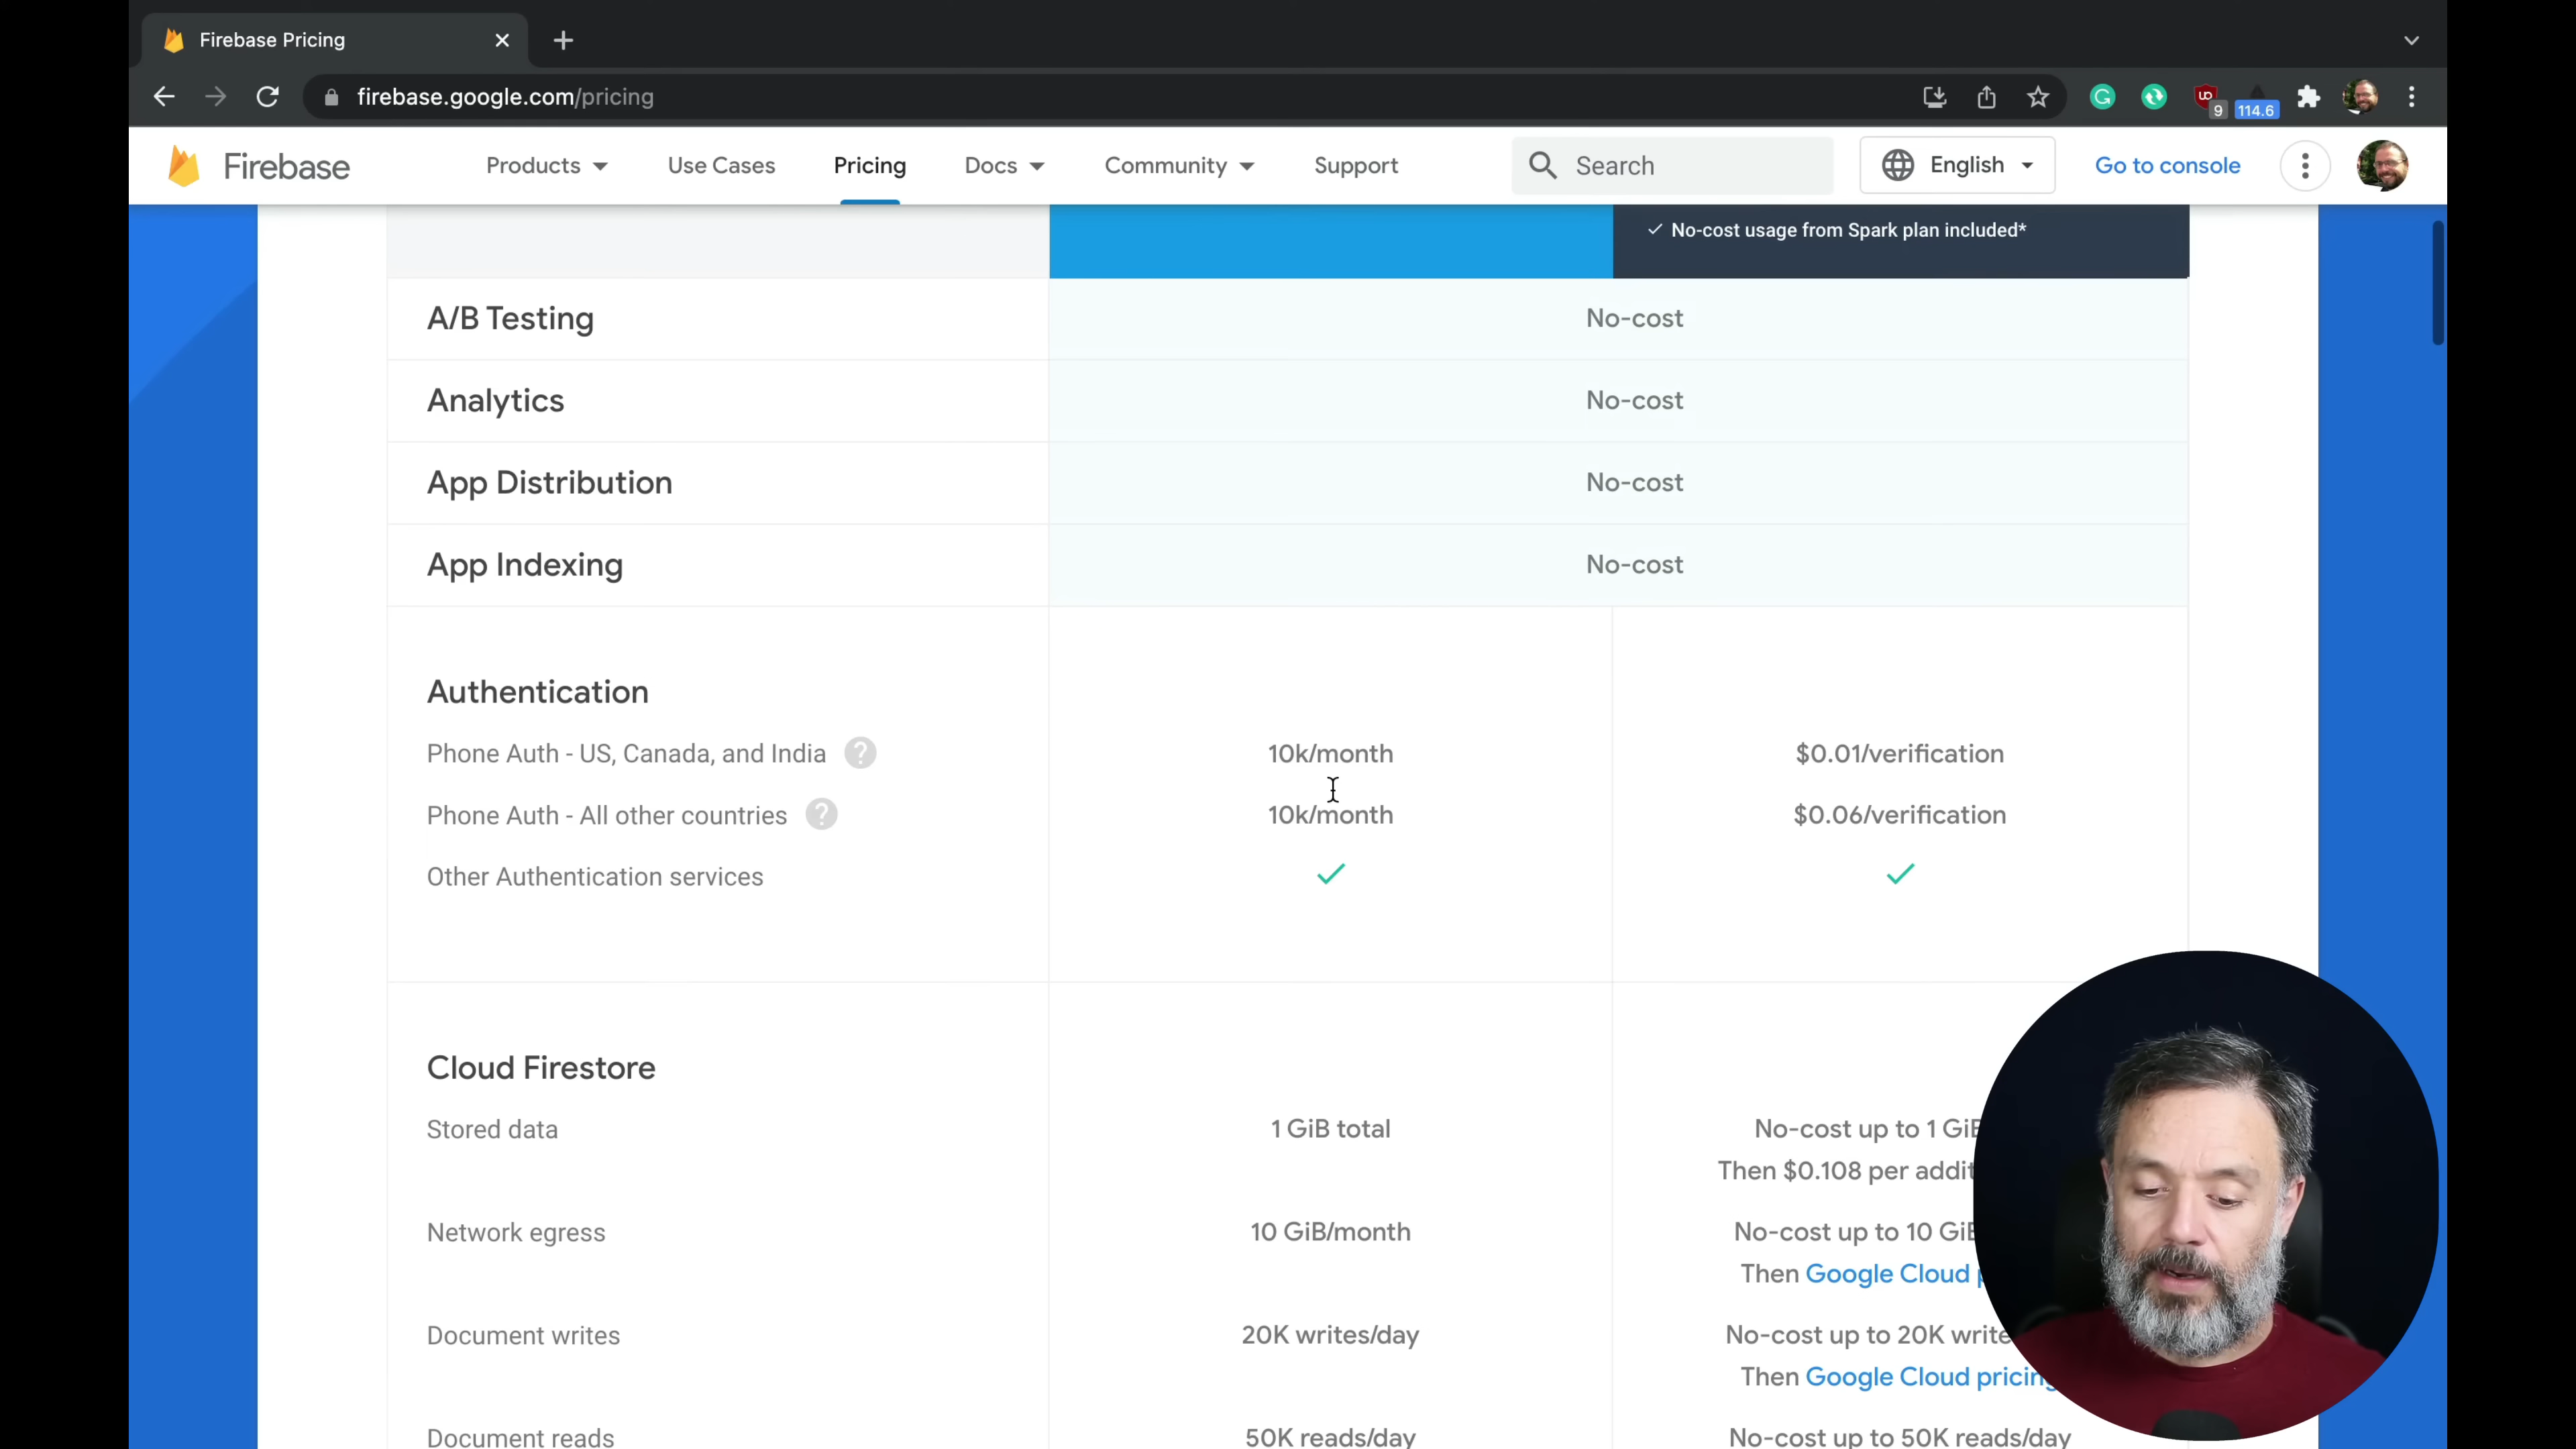 Firebase Pricing
firebase.google.com/pricing
9
114.6
Firebase
Products
Use Cases
Pricing
Docs
Community
Support
Search
English
Go to console
No-cost usage from Spark plan included*
A/B Testing
No-cost
Analytics
No-cost
App Distribution
No-cost
App Indexing
No-cost
Authentication
Phone Auth - US, Canada, and India
?
10k/month
$0.01/verification
Phone Auth - All other countries
?
10k/month
$0.06/verification
Other Authentication services
Cloud Firestore
Stored data
1 GiB total
No-cost up to 1 GiB
Then $0.108 per addit
Network egress
10 GiB/month
No-cost up to 10 GiB
Then Google Cloud p
Document writes
20K writes/day
No-cost up to 20K write
Then Google Cloud pricing
Document reads
50K reads/day
No-cost up to 50K reads/day